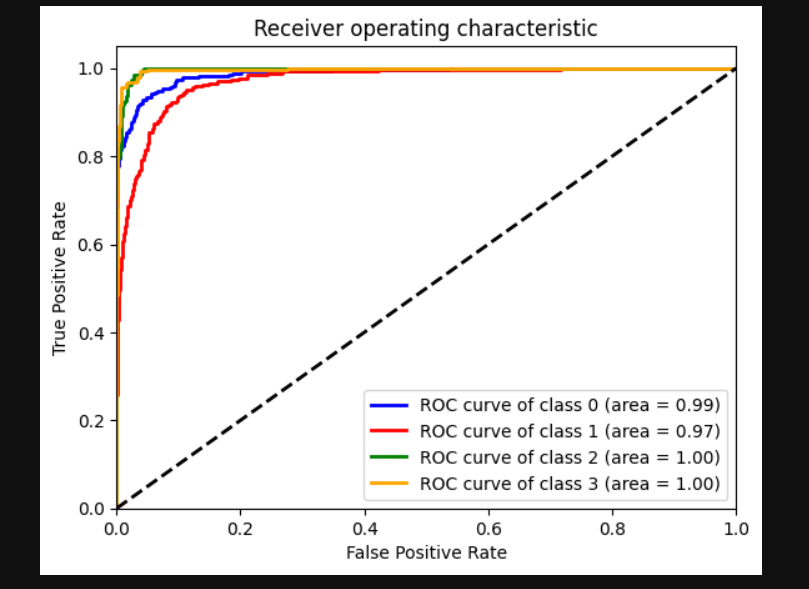 Receiver operating characteristic
1.0
0.8
0.6
0.4
0.2
0.0
True Positive Rate
ROC curve of class 0 (area = 0.99)
ROC curve of class 1 (area = 0.97)
ROC curve of class 2 (area = 1.00)
ROC curve of class 3 (area = 1.00)
0.0 0.2 0.4 0.6 0.8 1.0
False Positive Rate